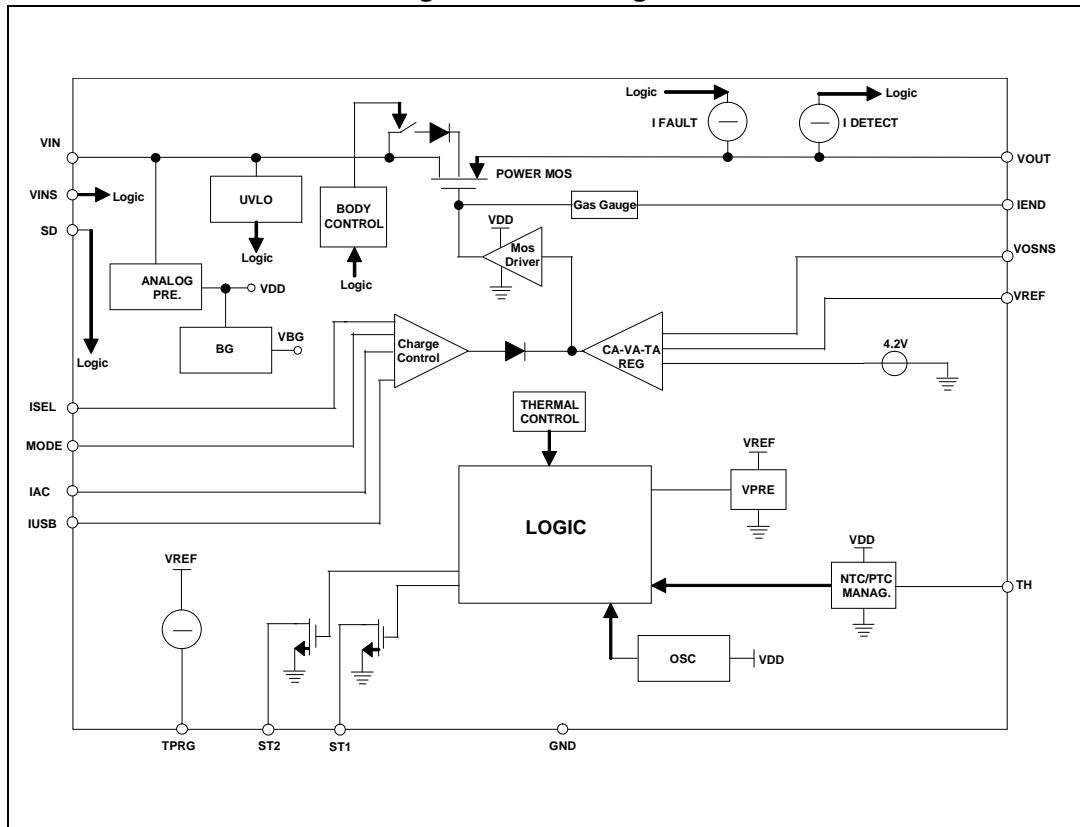 Logic
Logic
I FAULT
I DETECT
VIN
POWER MOS
VOUT
VINS
Logic
UVLO
BODY
CONTROL
Gas Gauge
IEND
SD
VDD
Mos
Driver
VOSNS
Logic
Logic
ANALOG
PRE.
VDD
VREF
BG
VBG
Charge
Control
CA-VA-TA
REG
4.2V
Logic
ISEL
THERMAL
CONTROL
MODE
VREF
IAC
VPRE
IUSB
LOGIC
VREF
VDD
NTC/PTC
MANAG.
TH
OSC
VDD
TPRG
ST2
ST1
GND